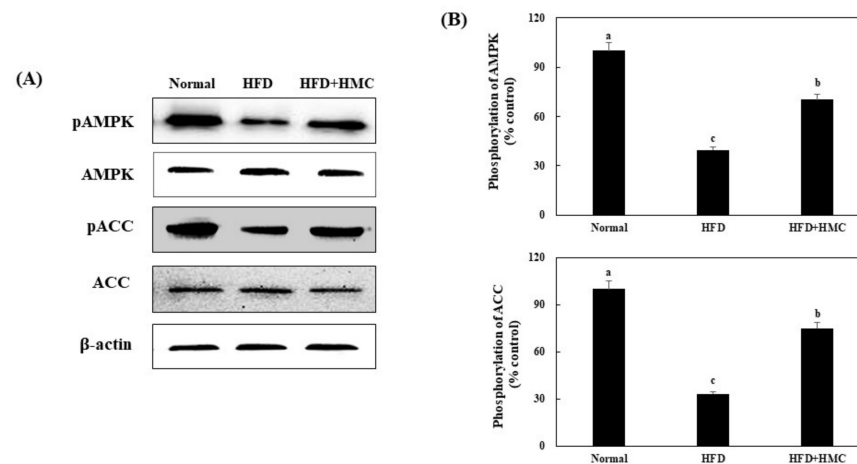 (A)
Normal HFD HFD+HMC
pAMPK
AMPK
pACC
ACC
β-actin
(B)
Phosphorylation of AMPK
(% control)
120
90
60
30
0
a
c
b
Normal HFD HFD+HMC
Phosphorylation of ACC
(% control)
120
90
60
30
0
a
c
b
Normal HFD HFD+HMC